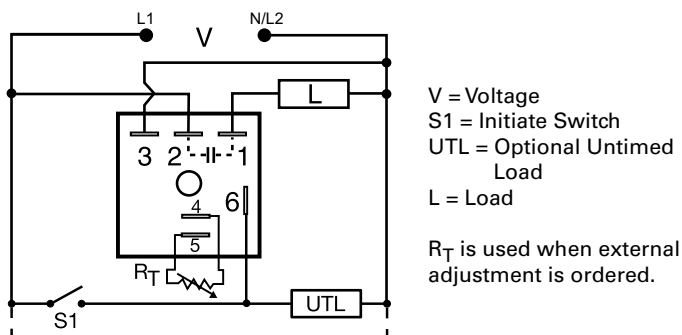 L1 V N/L2
L
3 2 1
6
4
5
RT
S1 UTL
V = Voltage
S1 = Initiate Switch
UTL = Optional Untimed
Load
L = Load
RT is used when external
adjustment is ordered.